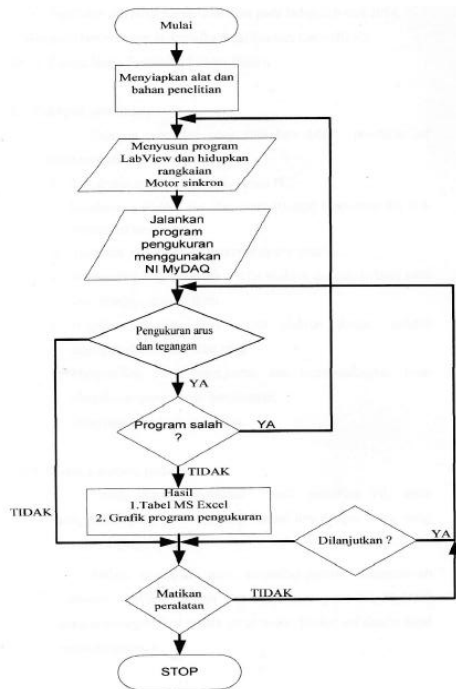 Mulai
Menyiapkan alat dan
bahan penelitian
Menyusun program
LabView dan hidupkan
rangkaian
Motor sinkron
Jalankan
program
pengukuran
menggunakan
NI MyDAQ
Pengukuran arus
dan tegangan
YA
Program salah
?
YA
TIDAK
Hasil
1.Tabel MS Excel
2. Grafik program pengukuran
TIDAK
Dilanjutkan ?
YA
Matikan
peralatan
TIDAK
STOP